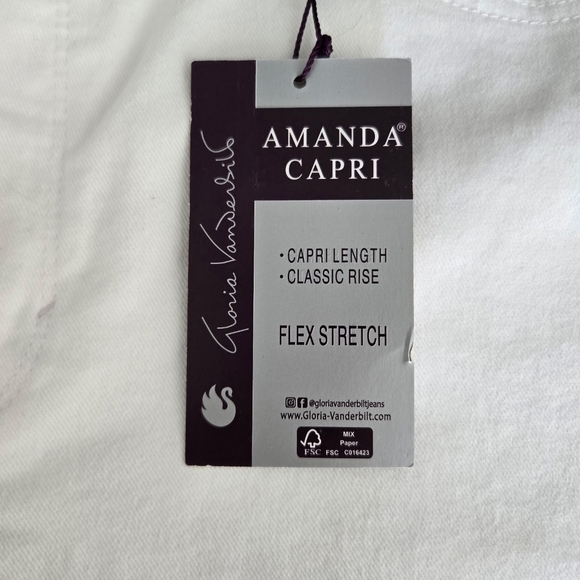 Gloria Vanderbilt
AMANDA®
CAPRI
• CAPRI LENGTH
• CLASSIC RISE
FLEX STRETCH
@gloriavanderbiltjeans
www.Gloria-Vanderbilt.com
FSC
MIX
Paper
FSC C016423